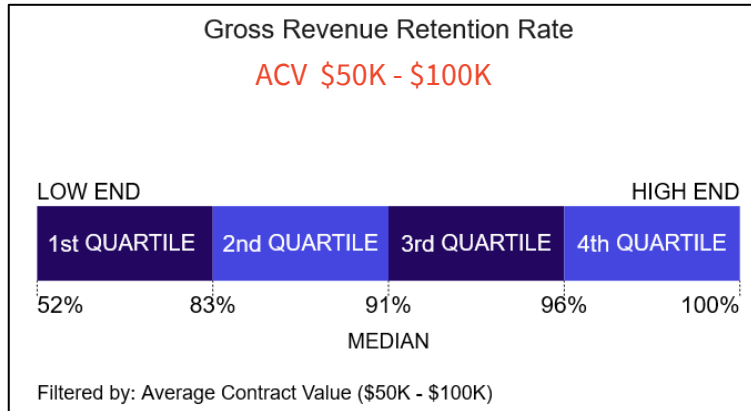 Gross Revenue Retention Rate
ACV $50K - $100K
LOW END HIGH END
1st QUARTILE 2nd QUARTILE 3rd QUARTILE 4th QUARTILE
52% 83% 91% 96% 100%
MEDIAN
Filtered by: Average Contract Value ($50K - $100K)